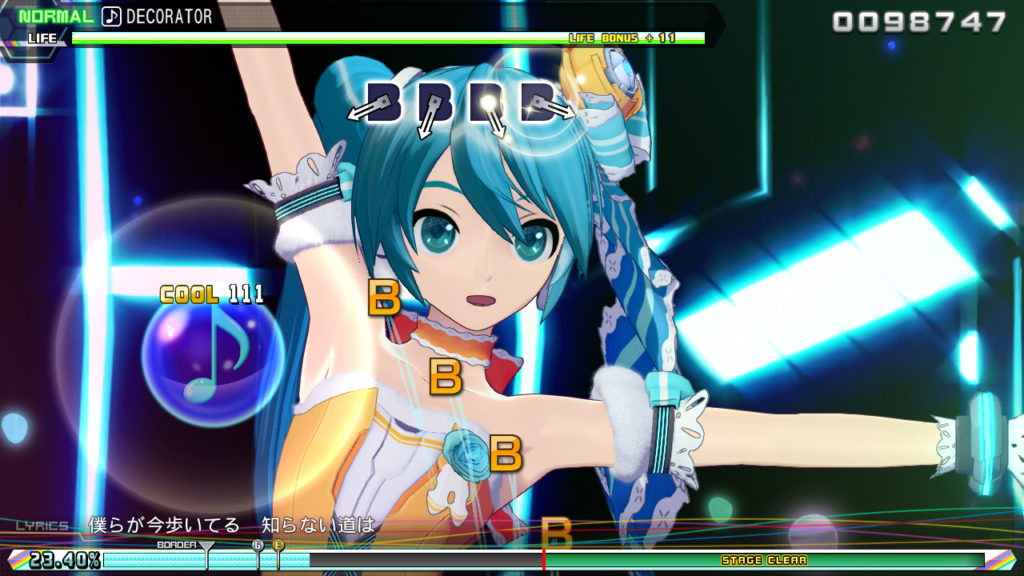 NORMAL ♪ DECORATOR 0098747
LIFE LIFE BONUS + 11
B B B B
COOL 111
B
B
B
B
LYRICS 僕らが今歩いてる 知らない道は
BORDER G E
23.40% STAGE CLEAR